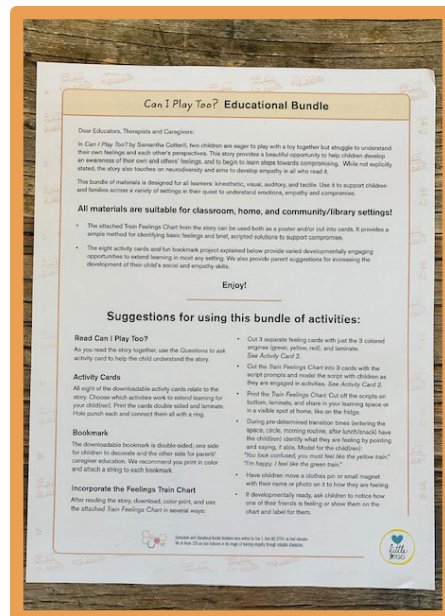 Can I Play Too? Educational Bundle
Dear Educators, Therapists and Caregivers:
In Can I Play Too? by Samantha Cotterill, two children are eager to play with a toy together but struggle to understand
their own feelings and each other's perspectives. This story provides a beautiful opportunity to help children develop
an awareness of their own and others' feelings, and to begin to learn steps towards compromising. While not explicitly
stated, the story also touches on neurodiversity and aims to develop empathy in all who read it.
This bundle of materials is designed for all learners: kinesthetic, visual, auditory, and tactile. Use it to support children
and families across a variety of settings in their quest to understand emotions, empathy and compromise.
All materials are suitable for classroom, home, and community/library settings!
• The attached Train Feelings Chart from the story can be used both as a poster and/or cut into cards. It provides a
simple method for identifying basic feelings and brief, scripted solutions to support compromise.
• The eight activity cards and fun bookmark project explained below provide varied developmentally engaging
opportunities to extend learning in most any setting. We also provide parent suggestions for increasing the
development of their child's social and empathy skills.
Enjoy!
Suggestions for using this bundle of activities:
Read Can I Play Too?
As you read the story together, use the Questions to ask
activity card to help the child understand the story.
Activity Cards
All eight of the downloadable activity cards relate to the
story. Choose which activities work to extend learning for
your child(ren). Print the cards double sided and laminate.
Hole punch each and connect them all with a ring.
Bookmark
The downloadable bookmark is double-sided; one side
for children to decorate and the other side for parent/
caregiver education. We recommend you print in color
and attach a string to each bookmark.
Incorporate the Feelings Train Chart
After reading the story, download, color print, and use
the attached Train Feelings Chart in several ways:
• Cut 3 separate feeling cards with just the 3 colored
engines (green, yellow, red), and laminate.
See Activity Card 2.
• Cut the Train Feelings Chart into 3 cards with the
script prompts and model the script with children as
they are engaged in activities. See Activity Card 2.
• Print the Train Feelings Chart. Cut off the scripts on
bottom, laminate, and share in your learning space or
in a visible spot at home, like on the fridge.
• During pre-determined transition times (entering the
space, circle, morning routine, after lunch/snack) have
the child(ren) identify what they are feeling by pointing
and saying, if able. Model for the child(ren):
"You look confused, you must feel like the yellow train."
"I'm happy. I feel like the green train."
• Have children move a clothes pin or small magnet
with their name or photo on it to how they are feeling.
• If developmentally ready, ask children to notice how
one of their friends is feeling or show them on the
chart and label for them.
little